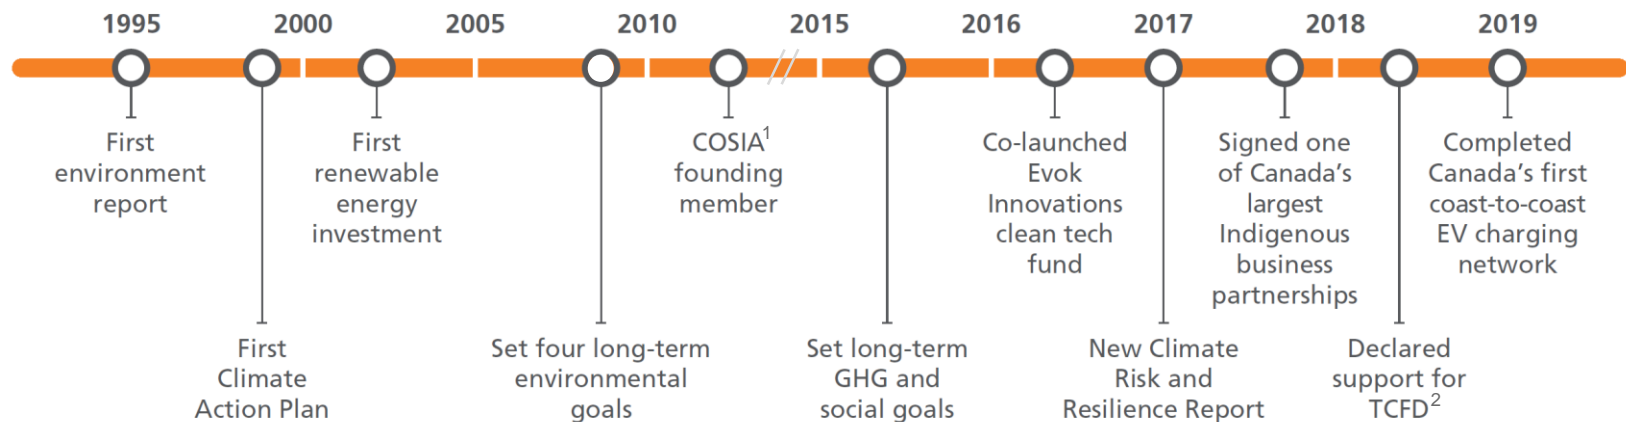 1995 2000 2005 2010 2015 2016 2017 2018 2019
First
environment
report
First
Climate
Action Plan
First
renewable
energy
investment
Set four long-term
environmental
goals
COSIA¹
founding
member
Set long-term
GHG and
social goals
Co-launched
Evok
Innovations
clean tech
fund
New Climate
Risk and
Resilience Report
Signed one
of Canada’s
largest
Indigenous
business
partnerships
Declared
support for
TCFD²
Completed
Canada’s first
coast-to-coast
EV charging
network